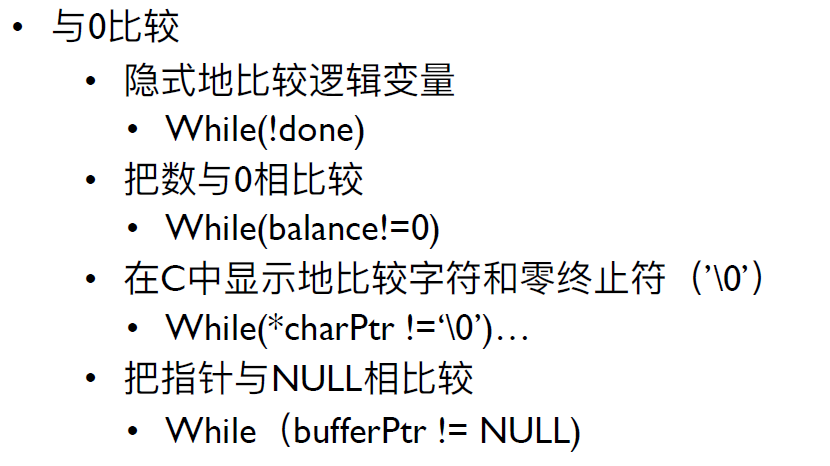 • 与0比较
• 隐式地比较逻辑变量
• While(!done)
• 把数与0相比较
• While(balance!=0)
• 在C中显示地比较字符和零终止符（’\0’）
• While(*charPtr !=‘\0’)…
• 把指针与NULL相比较
• While（bufferPtr != NULL)